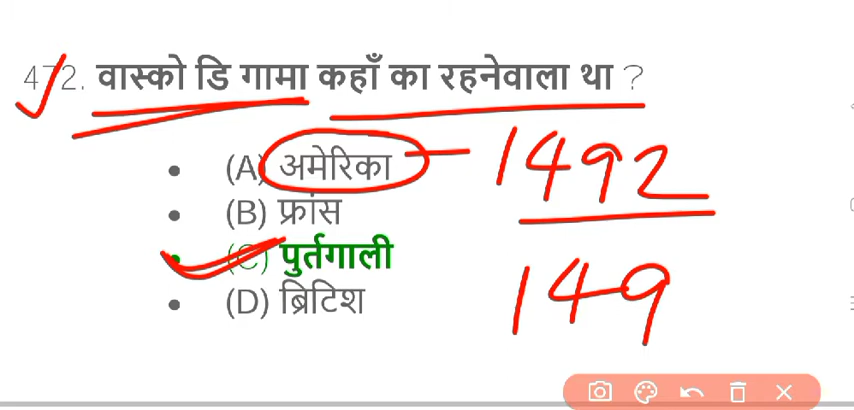 472. वास्को डि गामा कहाँ का रहनेवाला था ?
(A) अमेरिका - 1492
(B) फ्रांस
(C) पुर्तगाली
149
(D) ब्रिटिश